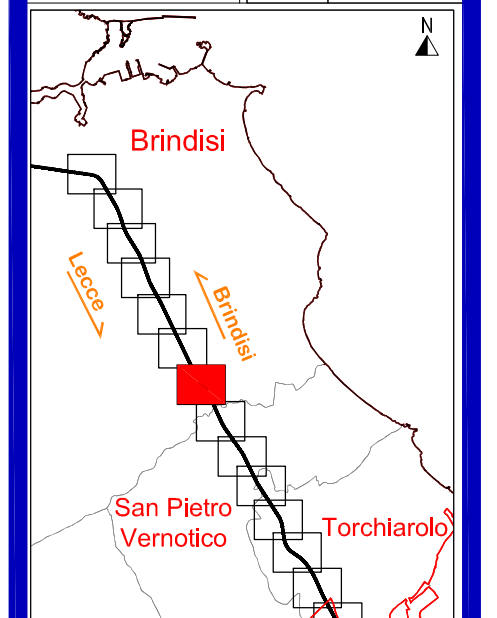 N
Brindisi
Lecce
Brindisi
San Pietro
Vernotico
Torchiarolo